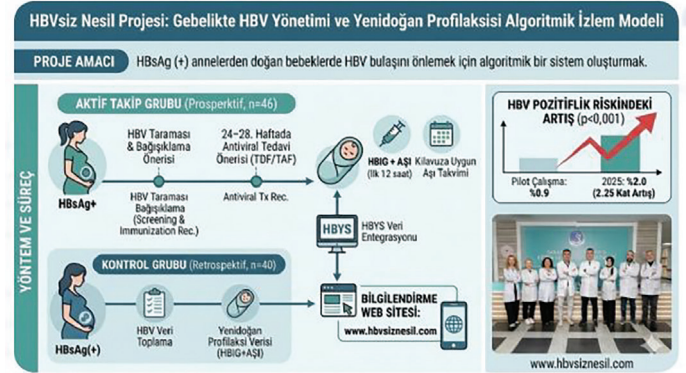 HBVsiz Nesil Projesi: Gebelikte HBV Yönetimi ve Yenidoğan Profilaksisi Algoritmik İzlem Modeli
PROJE AMACI
HBsAg (+) annelerden doğan bebeklerde HBV bulaşını önlemek için algoritmik bir sistem oluşturmak.
YÖNTEM VE SÜREÇ
AKTİF TAKİP GRUBU (Prospektif, n=46)
HBsAg+
HBV Taraması
& Bağışıklama
Önerisi
HBV Taraması
Bağışıklama
(Screening &
Immunization Rec.)
24–28. Haftada
Antiviral Tedavi
Önerisi (TDF/TAF)
Antiviral Tx Rec.
HBIG + AŞI
(İlk 12 saat)
Kılavuza Uygun
Aşı Takvimi
HBYS
HBYS Veri
Entegrasyonu
KONTROL GRUBU (Retrospektif, n=40)
HBsAg(+)
HBV Veri
Toplama
Yenidoğan
Profilaksi Verisi
(HBIG+AŞI)
BİLGİLENDİRME
WEB SİTESİ:
www.hbvsiznesil.com
HBV POZİTİFLİK RİSKİNDEKİ
ARTIŞ (p<0,001)
Pilot Çalışma:
%0.9
2025: %2.0
(2.25 Kat Artış)
www.hbvsiznesil.com